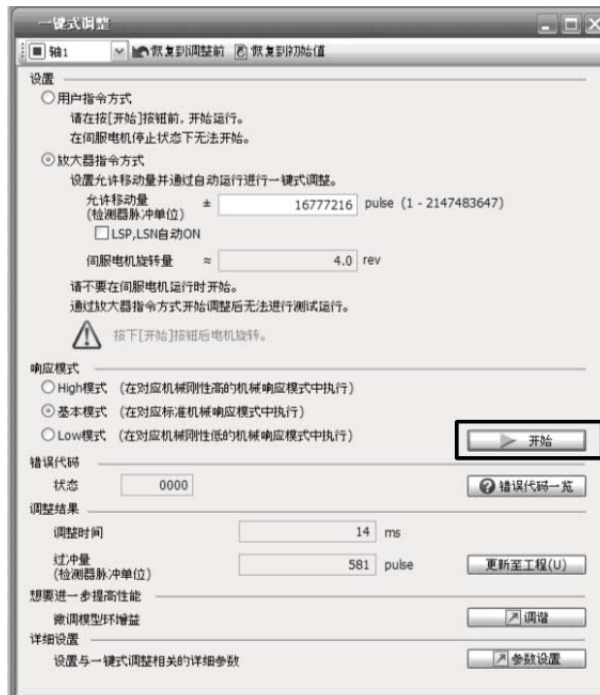 一键式调整
轴1 恢复到调整前 恢复到初始值
设置
用户指令方式
请在按[开始]按钮前，开始运行。
在伺服电机停止状态下无法开始。
放大器指令方式
设置允许移动量并通过自动运行进行一键式调整。
允许移动量 ± 16777216 pulse (1 - 2147483647)
(检测器脉冲单位)
LSP,LSN自动ON
伺服电机旋转量 ≈ 4.0 rev
请不要在伺服电机运行时开始。
通过放大器指令方式开始调整后无法进行测试运行。
按下[开始]按钮后电机旋转。
响应模式
High模式 (在对应机械刚性高的机械响应模式中执行)
基本模式 (在对应标准机械响应模式中执行)
Low模式 (在对应机械刚性低的机械响应模式中执行) 开始
错误代码
状态 0000 错误代码一览
调整结果
调整时间 14 ms
过冲量 581 pulse 更新至工程(U)
(检测器脉冲单位)
想要进一步提高性能
微调模型环增益 调谐
详细设置
设置与一键式调整相关的详细参数 参数设置